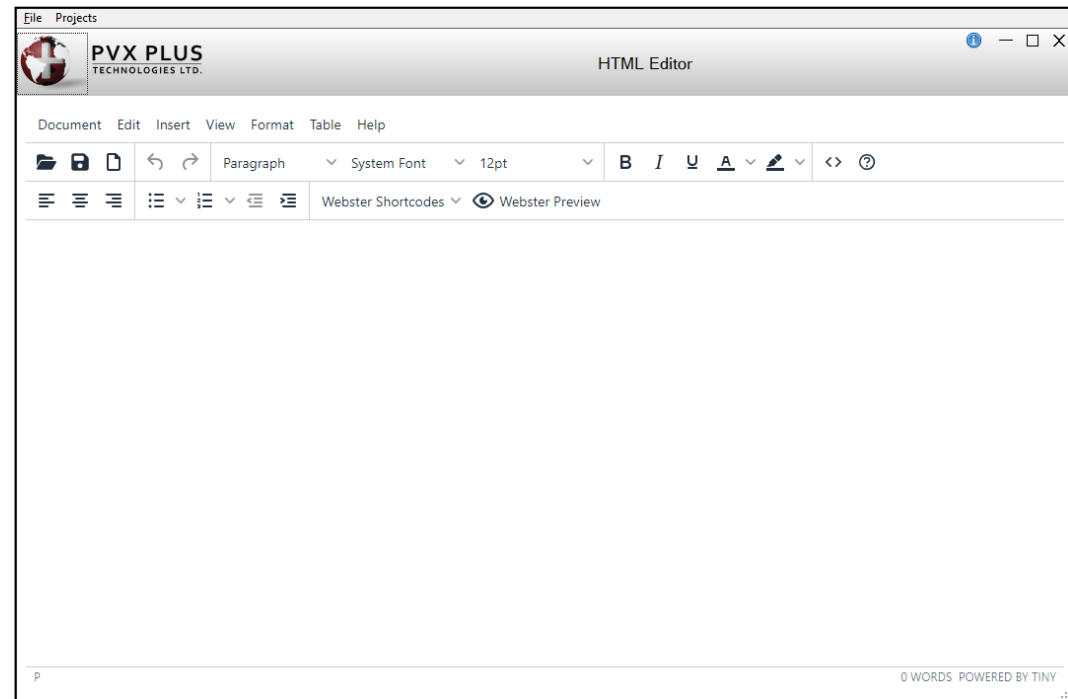 File Projects
PVX PLUS
TECHNOLOGIES LTD.
HTML Editor
Document Edit Insert View Format Table Help
Paragraph System Font 12pt B I U A
Webster Shortcodes Webster Preview
P 0 WORDS POWERED BY TINY